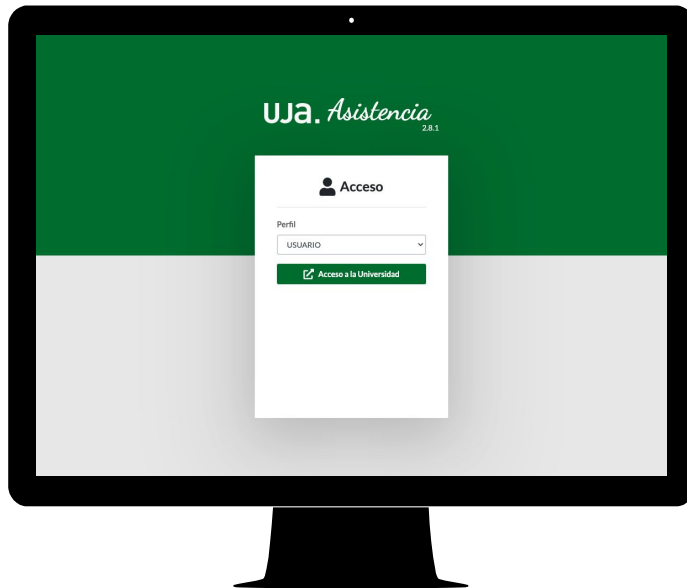 UJa. Asistencia
2.8.1
Acceso
Perfil
USUARIO
Acceso a la Universidad